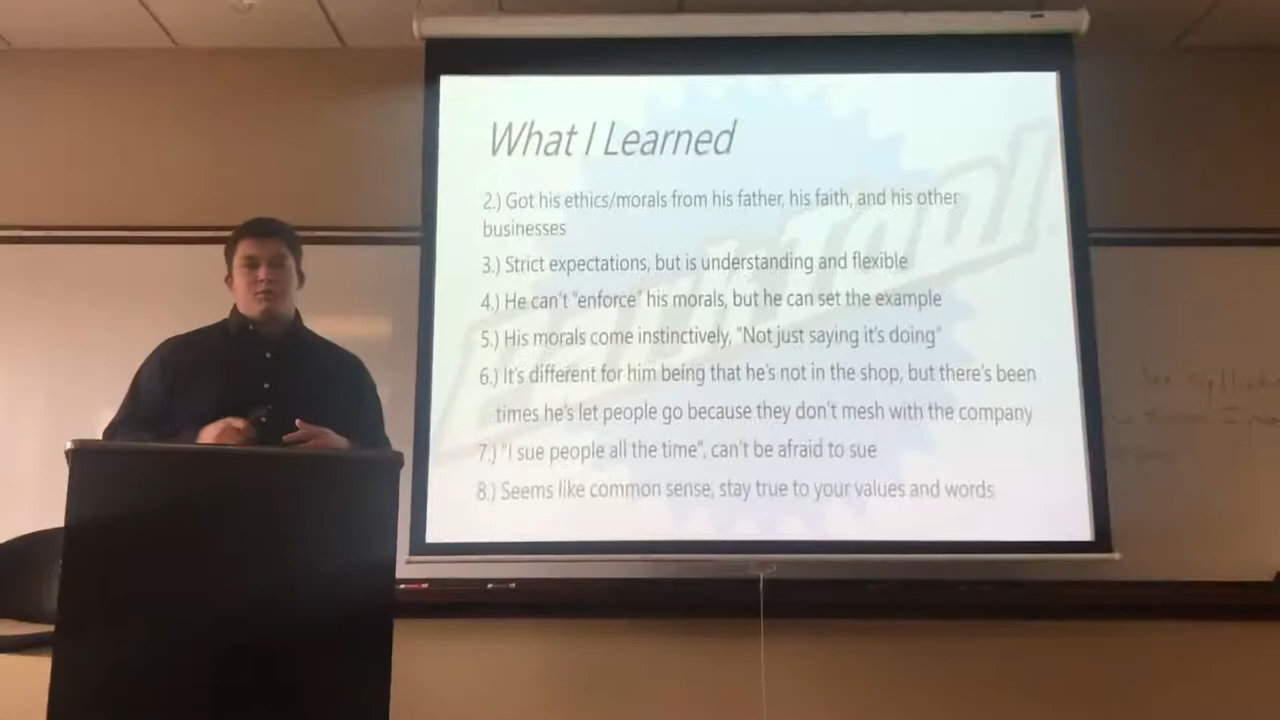 What I Learned
2.) Got his ethics/morals from his father, his faith, and his other
businesses
3.) Strict expectations, but is understanding and flexible
4.) He can't "enforce" his morals, but he can set the example
5.) His morals come instinctively, "Not just saying it's doing"
6.) It's different for him being that he's not in the shop, but there's been
times he's let people go because they don't mesh with the company
7.) "I sue people all the time", can't be afraid to sue
8.) Seems like common sense, stay true to your values and words